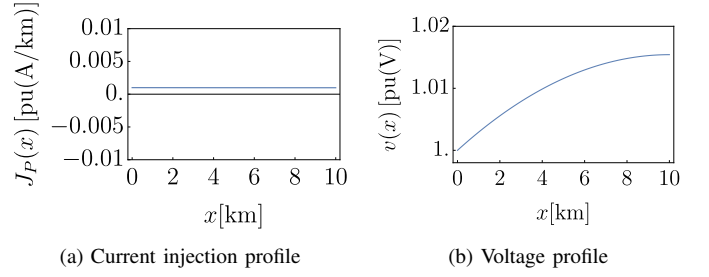 0.01
0.005
0.
−0.005
−0.01
J_P(x) [pu(A/km)]
0 2 4 6 8 10
x[km]
(a) Current injection profile
1.02
1.01
1.
v(x) [pu(V)]
0 2 4 6 8 10
x[km]
(b) Voltage profile